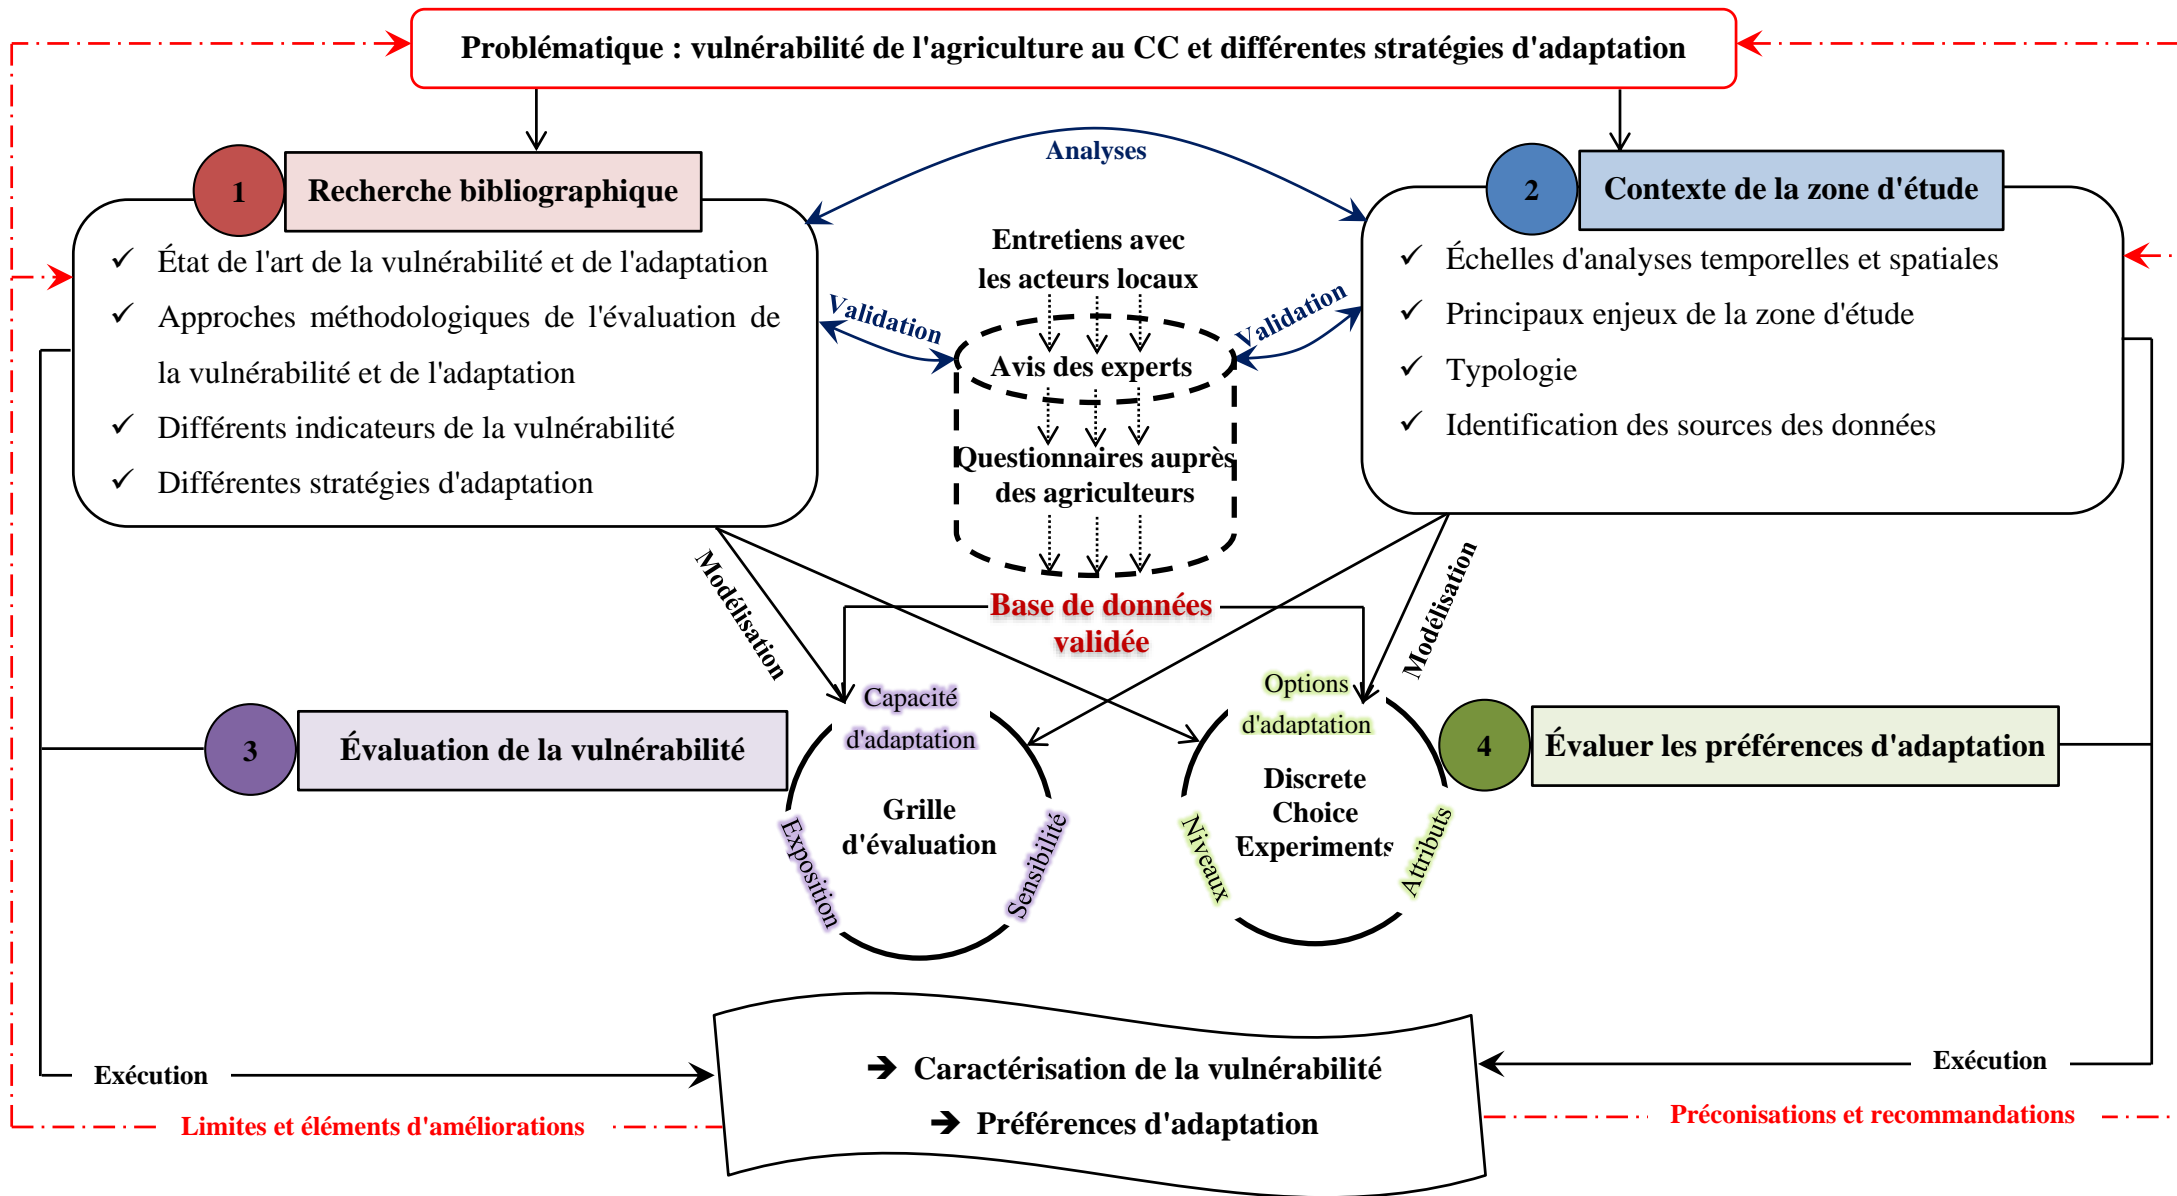 Problématique : vulnérabilité de l'agriculture au CC et différentes stratégies d'adaptation
1
Recherche bibliographique
✓ État de l'art de la vulnérabilité et de l'adaptation
✓ Approches méthodologiques de l'évaluation de
la vulnérabilité et de l'adaptation
✓ Différents indicateurs de la vulnérabilité
✓ Différentes stratégies d'adaptation
Analyses
Entretiens avec
les acteurs locaux
Validation
Validation
Avis des experts
Questionnaires auprès
des agriculteurs
Base de données
validée
2
Contexte de la zone d'étude
✓ Échelles d'analyses temporelles et spatiales
✓ Principaux enjeux de la zone d'étude
✓ Typologie
✓ Identification des sources des données
Modélisation
Modélisation
3
Évaluation de la vulnérabilité
Capacité
d'adaptation
Grille
d'évaluation
Exposition
Sensibilité
Options
d'adaptation
Discrete
Choice
Experiments
Niveaux
Attributs
4
Évaluer les préférences d'adaptation
Exécution
➔ Caractérisation de la vulnérabilité
➔ Préférences d'adaptation
Exécution
Limites et éléments d'améliorations
Préconisations et recommandations